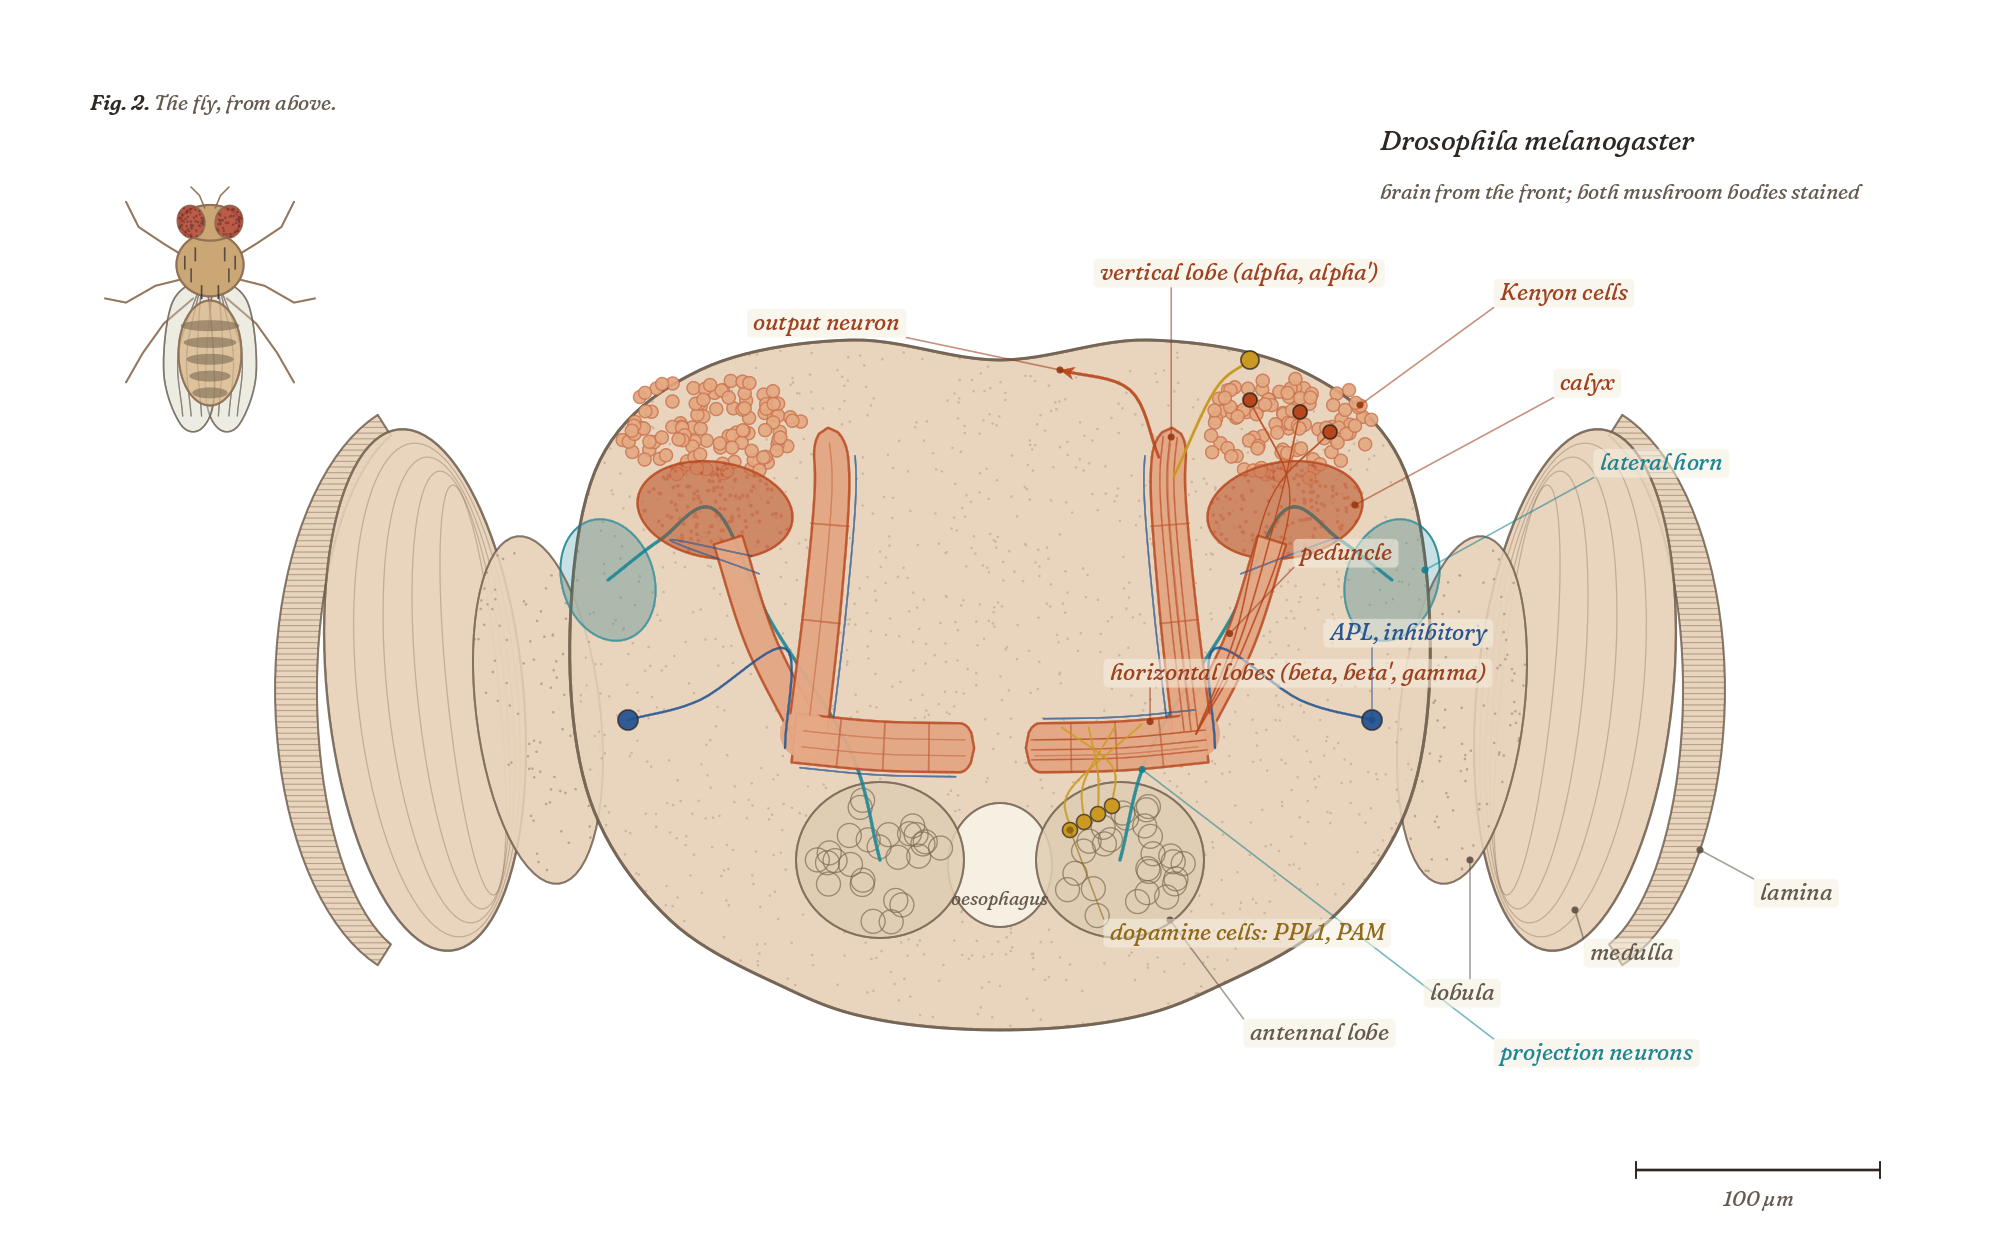 Fig. 2. The fly, from above.
Drosophila melanogaster
brain from the front; both mushroom bodies stained
vertical lobe (alpha, alpha')
Kenyon cells
output neuron
calyx
lateral horn
peduncle
APL, inhibitory
horizontal lobes (beta, beta', gamma)
oesophagus
lamina
dopamine cells: PPL1, PAM
medulla
lobula
antennal lobe
projection neurons
100 µm